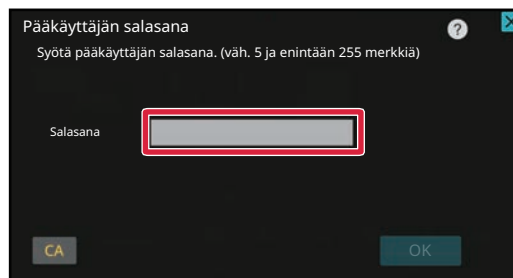 Pääkäyttäjän salasana
?
Syötä pääkäyttäjän salasana. (väh. 5 ja enintään 255 merkkiä)
Salasana
CA
OK